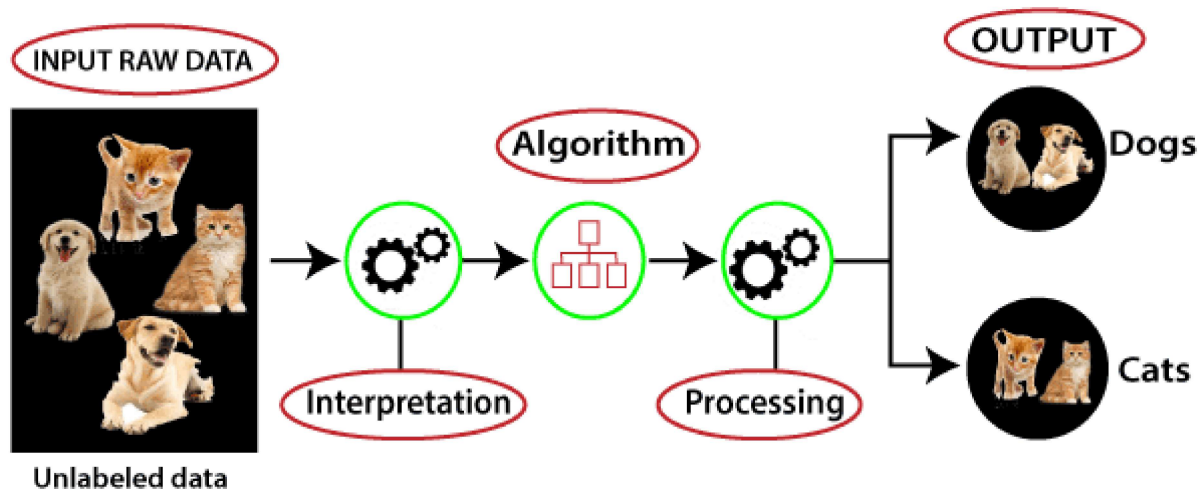 INPUT RAW DATA
OUTPUT
Algorithm
Dogs
Interpretation
Processing
Cats
Unlabeled data